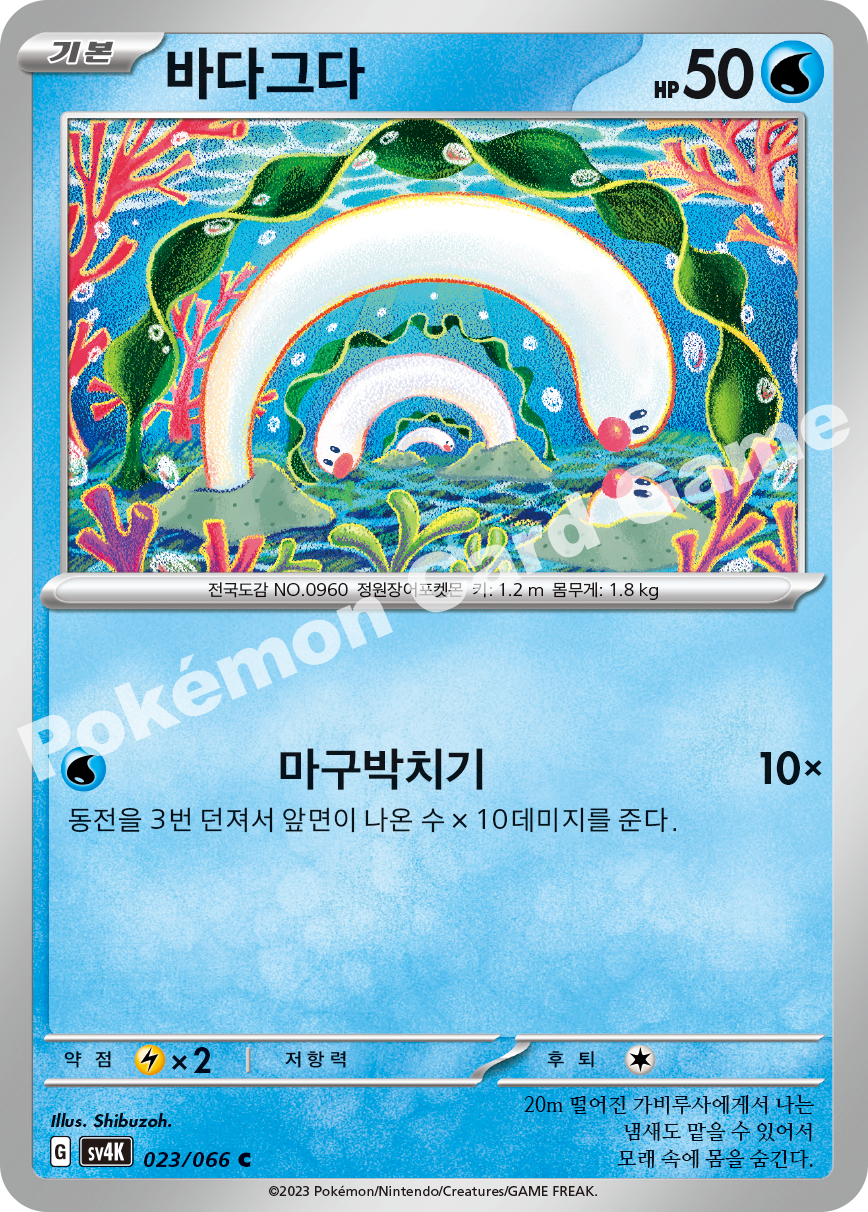 기본 바다그다 HP 50
전국도감 NO.0960 정원장어포켓몬 키: 1.2 m 몸무게: 1.8 kg
Pokémon Card Game
마구박치기 10×
동전을 3번 던져서 앞면이 나온 수 × 10데미지를 준다.
약점 ×2 저항력 후퇴
20m 떨어진 가비루사에게서 나는
냄새도 맡을 수 있어서
모래 속에 몸을 숨긴다.
Illus. Shibuzoh.
G sv4K 023/066 C
©2023 Pokémon/Nintendo/Creatures/GAME FREAK.